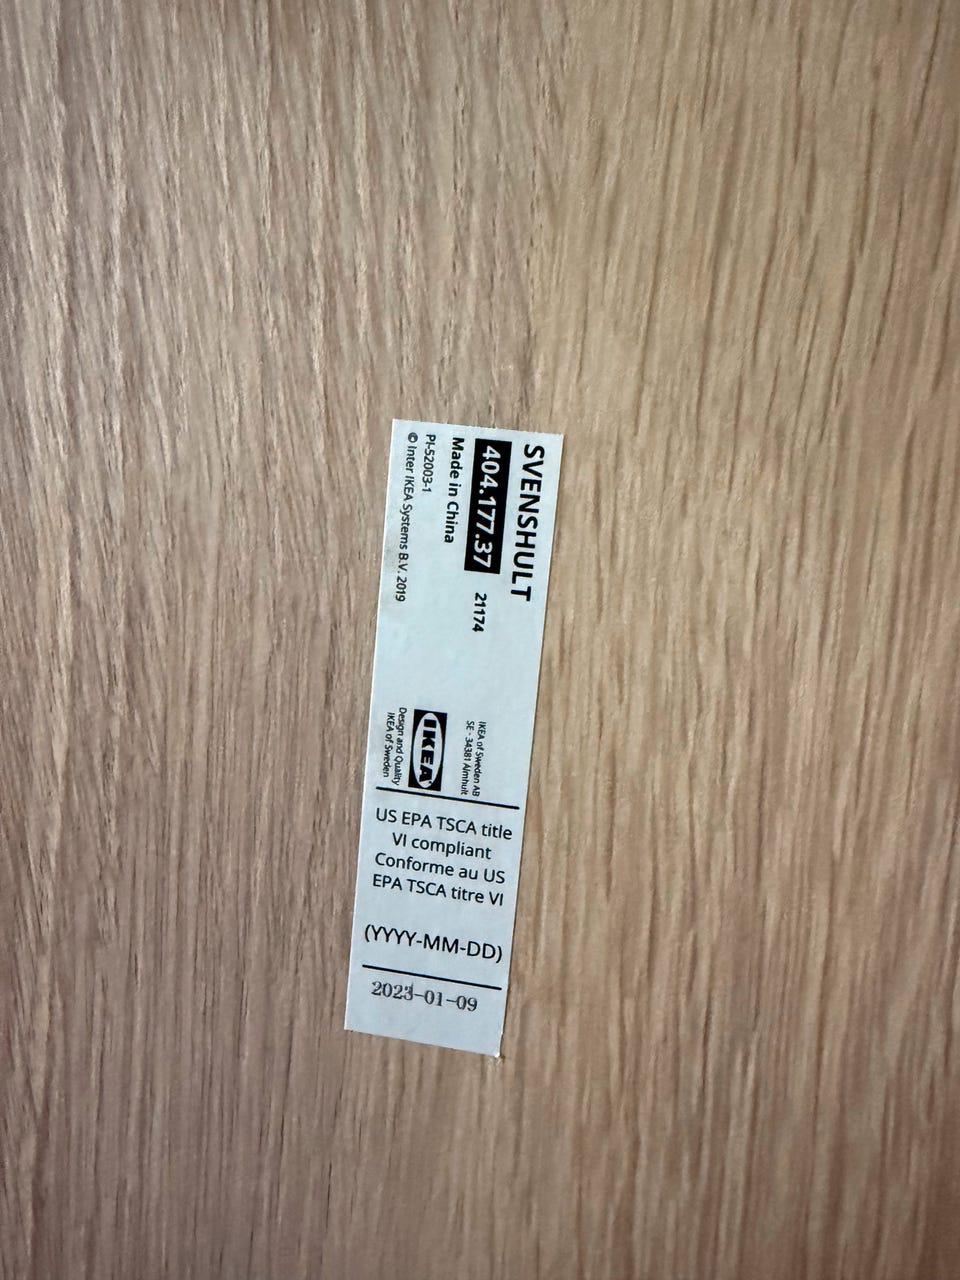 SVENSHULT
404.177.37 21174
Made in China
PI-52003-1
© Inter IKEA Systems B.V. 2019
IKEA of Sweden AB
SE - 34381 Älmhult
IKEA
Design and Quality
IKEA of Sweden
US EPA TSCA title
VI compliant
Conforme au US
EPA TSCA titre VI
(YYYY-MM-DD)
2023-01-09